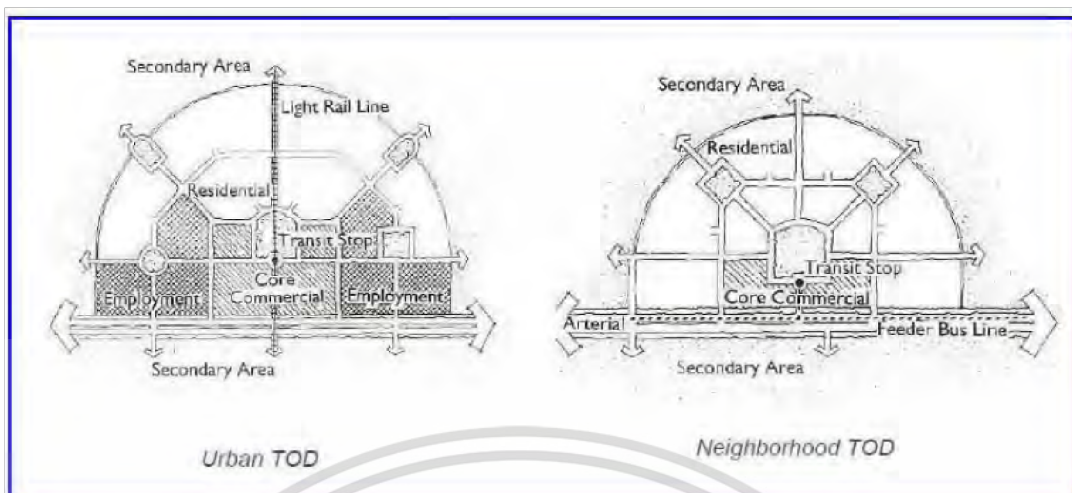 Secondary Area
Light Rail Line
Residential
Transit Stop
Core
Commercial
Employment
Employment
Secondary Area
Urban TOD
Secondary Area
Residential
Transit Stop
Core Commercial
Arterial
Feeder Bus Line
Secondary Area
Neighborhood TOD